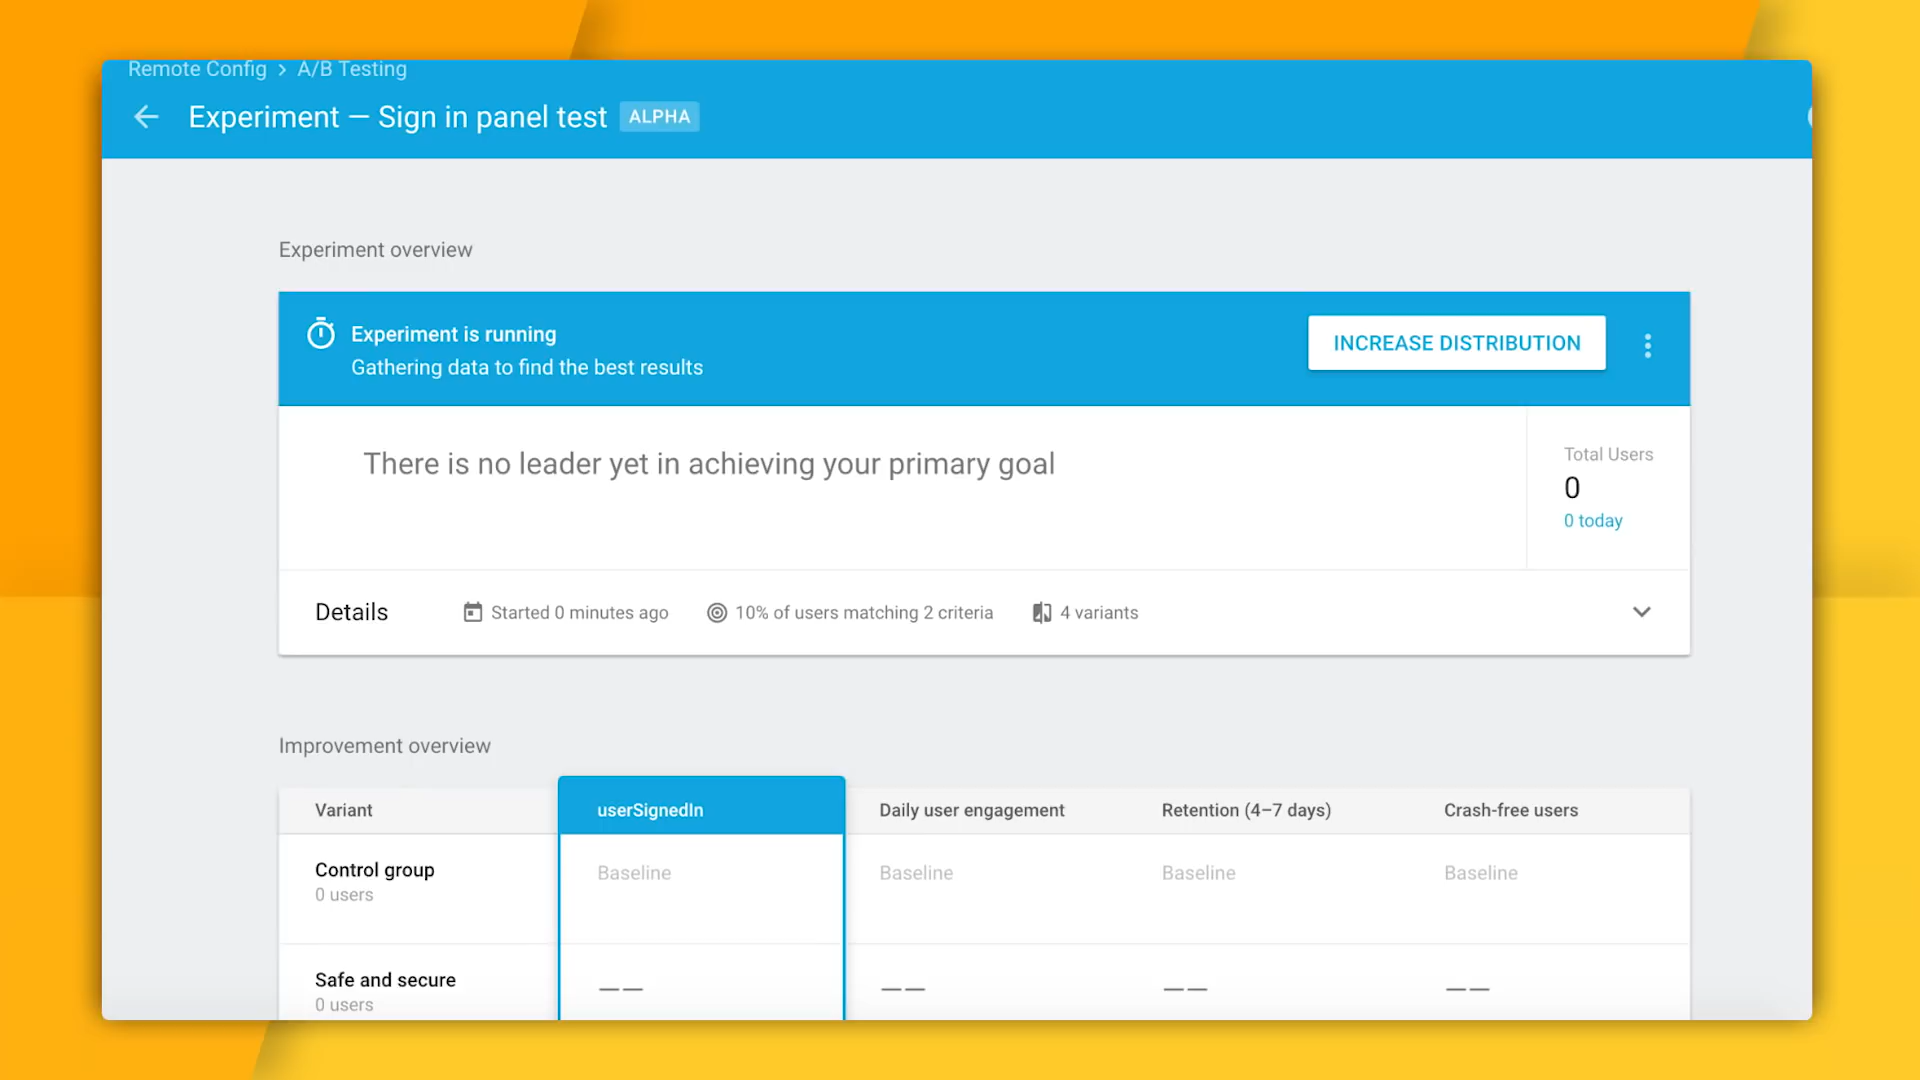 Remote Config > A/B Testing
Experiment — Sign in panel test ALPHA
Experiment overview
Experiment is running
Gathering data to find the best results
INCREASE DISTRIBUTION
There is no leader yet in achieving your primary goal
Total Users
0
0 today
Details Started 0 minutes ago 10% of users matching 2 criteria 4 variants
Improvement overview
Variant userSignedIn Daily user engagement Retention (4–7 days) Crash-free users
Control group
0 users
Baseline Baseline Baseline Baseline
Safe and secure
0 users
—— —— —— ——